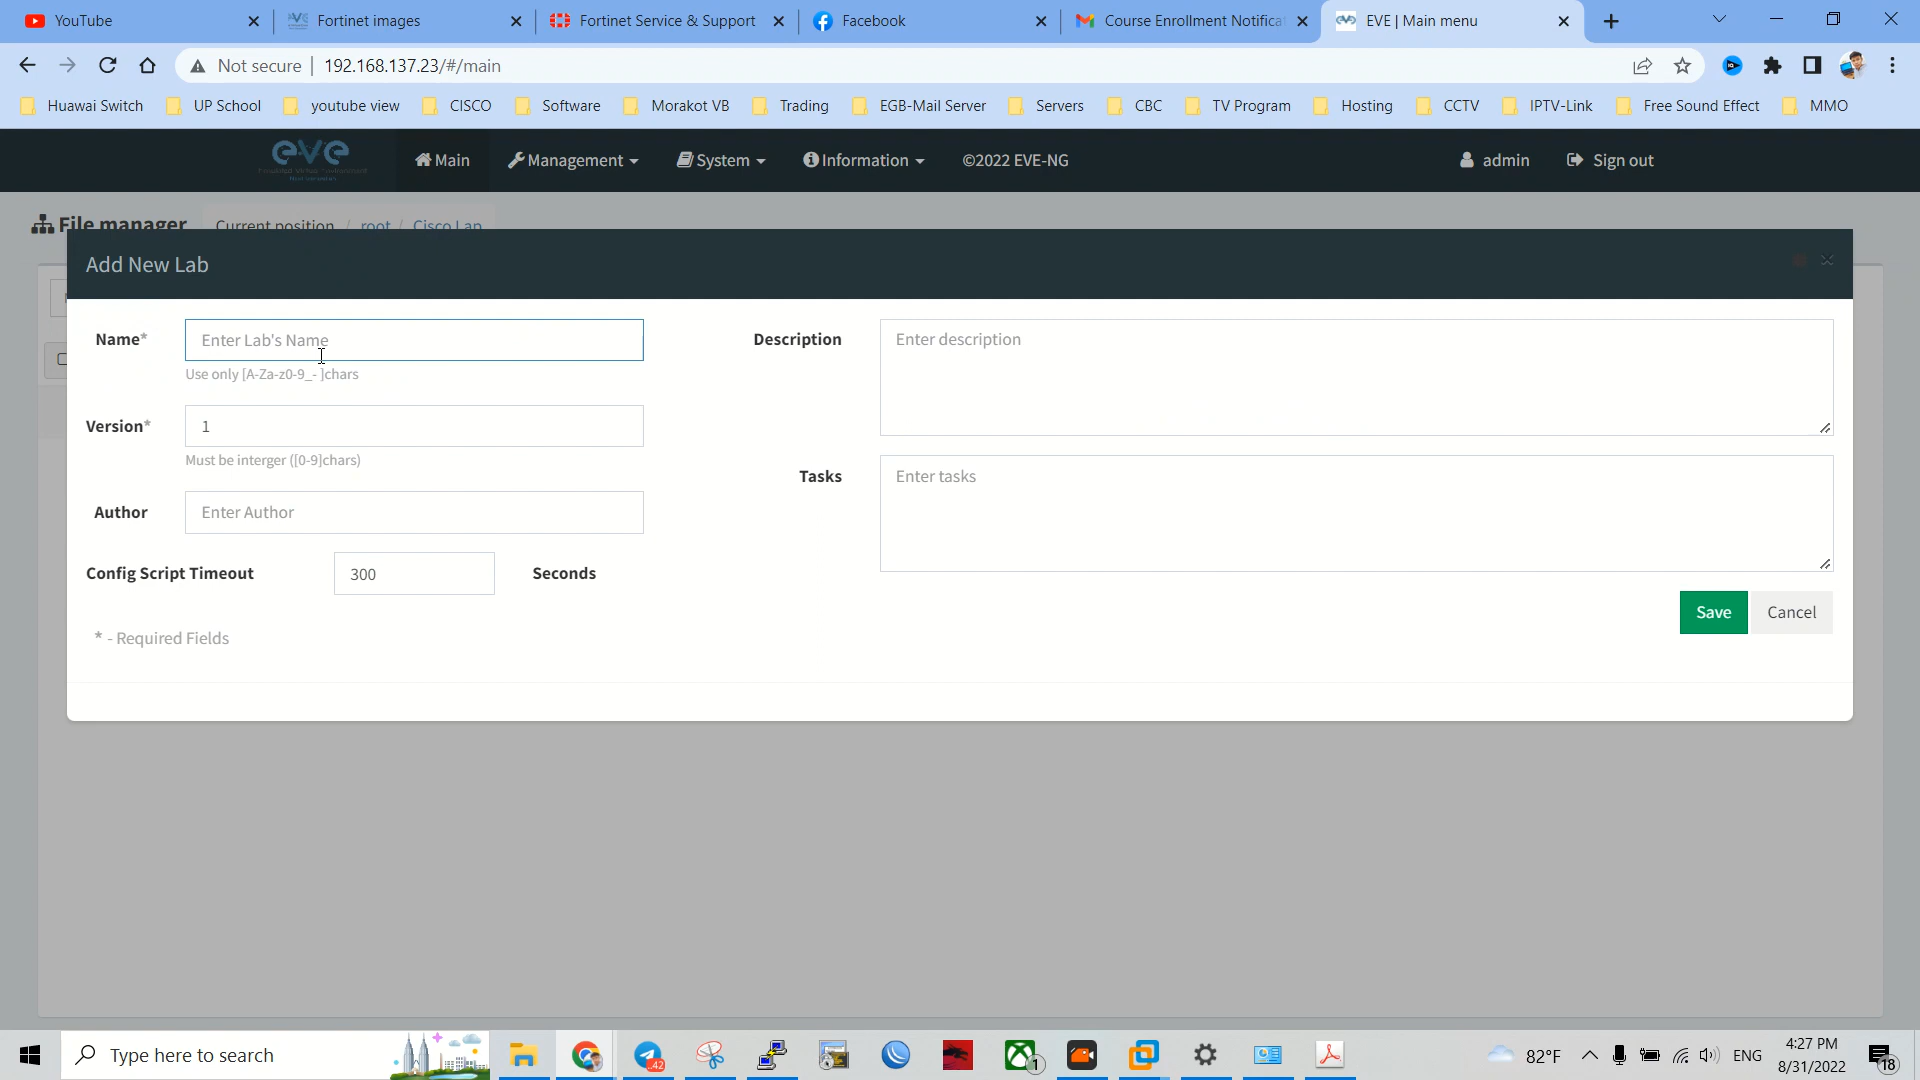 YouTube
Fortinet images
Fortinet Service & Support
Facebook
Course Enrollment Notifica
EVE | Main menu
Not secure
192.168.137.23/#/main
Huawai Switch
UP School
youtube view
CISCO
Software
Morakot VB
Trading
EGB-Mail Server
Servers
CBC
TV Program
Hosting
CCTV
IPTV-Link
Free Sound Effect
MMO
eve
Main
Management
System
Information
©2022 EVE-NG
admin
Sign out
File manager
Current position / root / Cisco Lap
Add New Lab
Name*
Enter Lab's Name
Use only [A-Za-z0-9_- ]chars
Version*
1
Must be interger ([0-9]chars)
Author
Enter Author
Config Script Timeout
300
Seconds
* - Required Fields
Description
Enter description
Tasks
Enter tasks
Save
Cancel
Type here to search
42
1
82°F
ENG
4:27 PM
8/31/2022
18